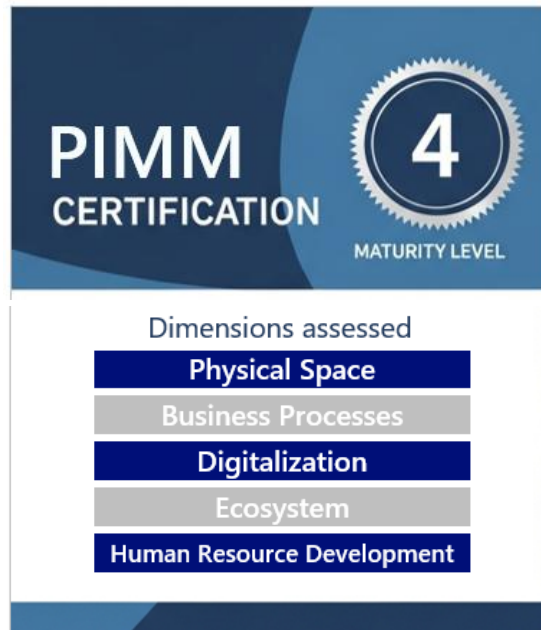 PIMM
CERTIFICATION
4
MATURITY LEVEL
Dimensions assessed
Physical Space
Business Processes
Digitalization
Ecosystem
Human Resource Development